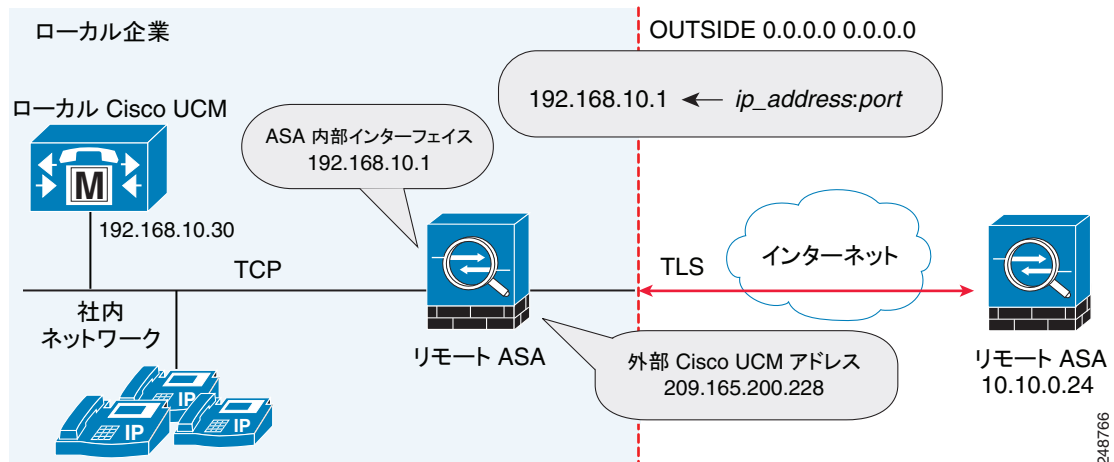 ローカル企業
OUTSIDE 0.0.0.0 0.0.0.0
192.168.10.1 ← ip_address:port
ローカル Cisco UCM
M
ASA 内部インターフェイス
192.168.10.1
192.168.10.30
TCP
TLS
インターネット
社内
ネットワーク
リモート ASA
外部 Cisco UCM アドレス
209.165.200.228
リモート ASA
10.10.0.24
IP
IP
IP
248766